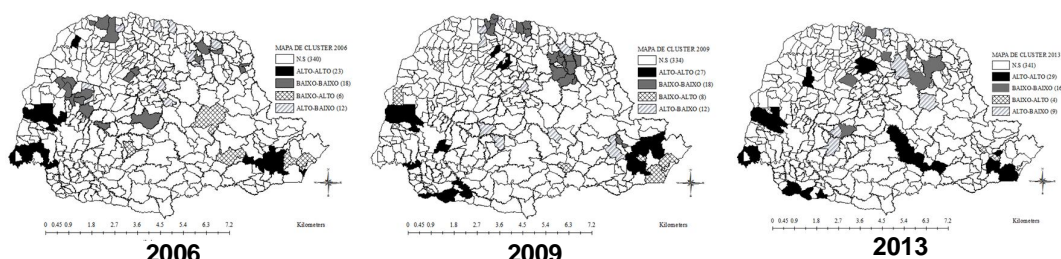 MAPA DE CLUSTER 2006
N.S (340)
ALTO-ALTO (23)
BAIXO-BAIXO (18)
BAIXO-ALTO (6)
ALTO-BAIXO (12)
0 0.45 0.9 1.8 2.7 3.6 4.5 5.4 6.3 7.2
Kilometers
2006
MAPA DE CLUSTER 2009
N.S (334)
ALTO-ALTO (27)
BAIXO-BAIXO (18)
BAIXO-ALTO (8)
ALTO-BAIXO (12)
0 0.45 0.9 1.8 2.7 3.6 4.5 5.4 6.3 7.2
Kilometers
2009
MAPA DE CLUSTER 2013
N.S (341)
ALTO-ALTO (29)
BAIXO-BAIXO (16)
BAIXO-ALTO (4)
ALTO-BAIXO (9)
0 0.45 0.9 1.8 2.7 3.6 4.5 5.4 6.3 7.2
Kilometers
2013